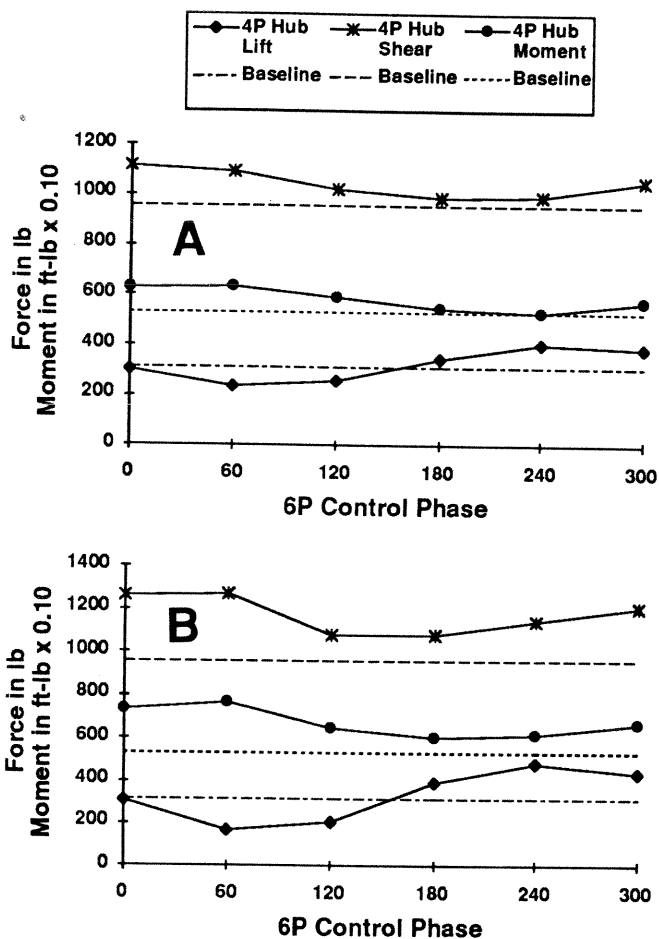 4P Hub Lift 4P Hub Shear 4P Hub Moment
Baseline Baseline Baseline
Force in lb
Moment in ft-lb x 0.10
1200
1000
800
600
400
200
0
A
0 60 120 180 240 300
6P Control Phase
Force in lb
Moment in ft-lb x 0.10
1400
1200
1000
800
600
400
200
0
B
0 60 120 180 240 300
6P Control Phase